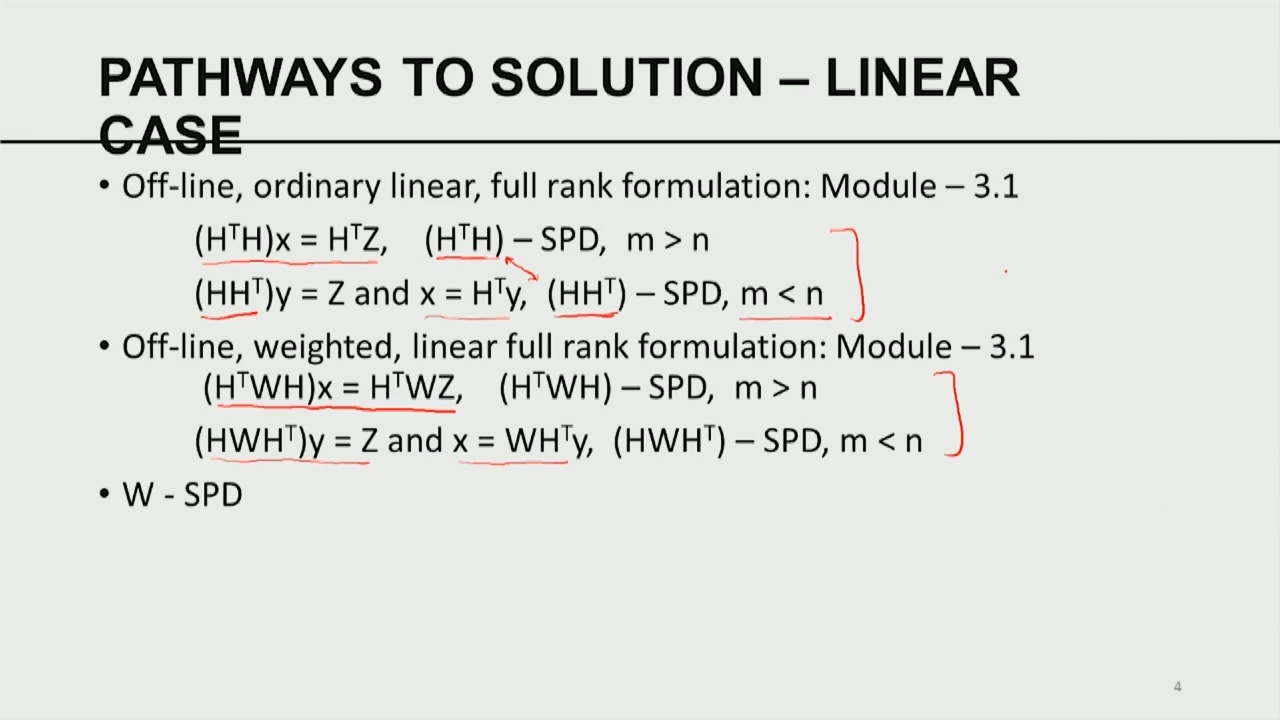 PATHWAYS TO SOLUTION – LINEAR
CASE
• Off-line, ordinary linear, full rank formulation: Module – 3.1
(HᵀH)x = HᵀZ, (HᵀH) – SPD, m > n
(HHᵀ)y = Z and x = Hᵀy, (HHᵀ) – SPD, m < n
• Off-line, weighted, linear full rank formulation: Module – 3.1
(HᵀWH)x = HᵀWZ, (HᵀWH) – SPD, m > n
(HWHᵀ)y = Z and x = WHᵀy, (HWHᵀ) – SPD, m < n
• W - SPD
4